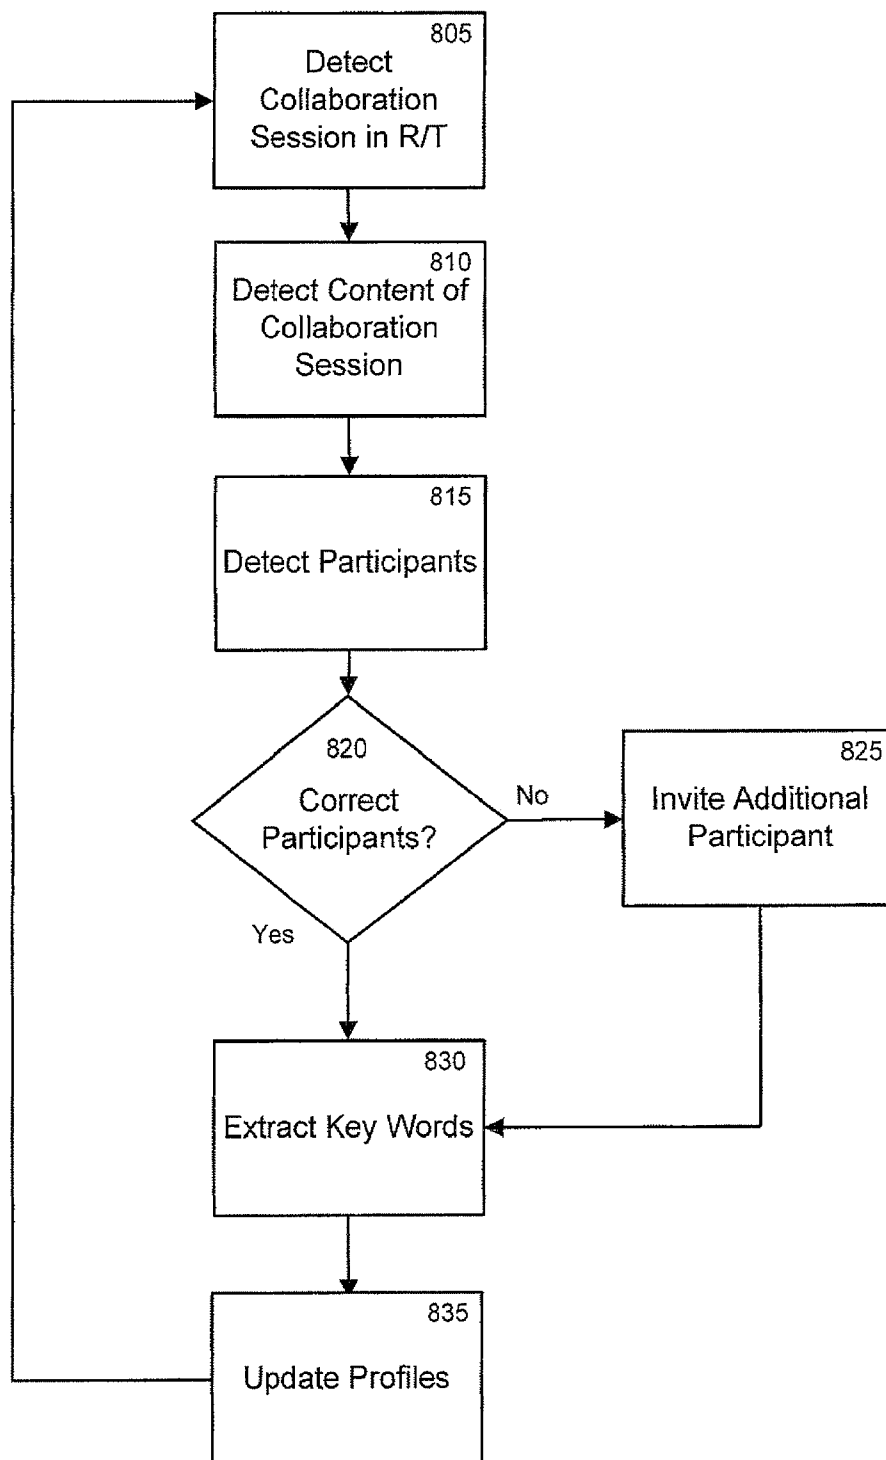 805
Detect
Collaboration
Session in R/T
810
Detect Content of
Collaboration
Session
815
Detect Participants
820
Correct
Participants?
No
825
Invite Additional
Participant
Yes
830
Extract Key Words
835
Update Profiles